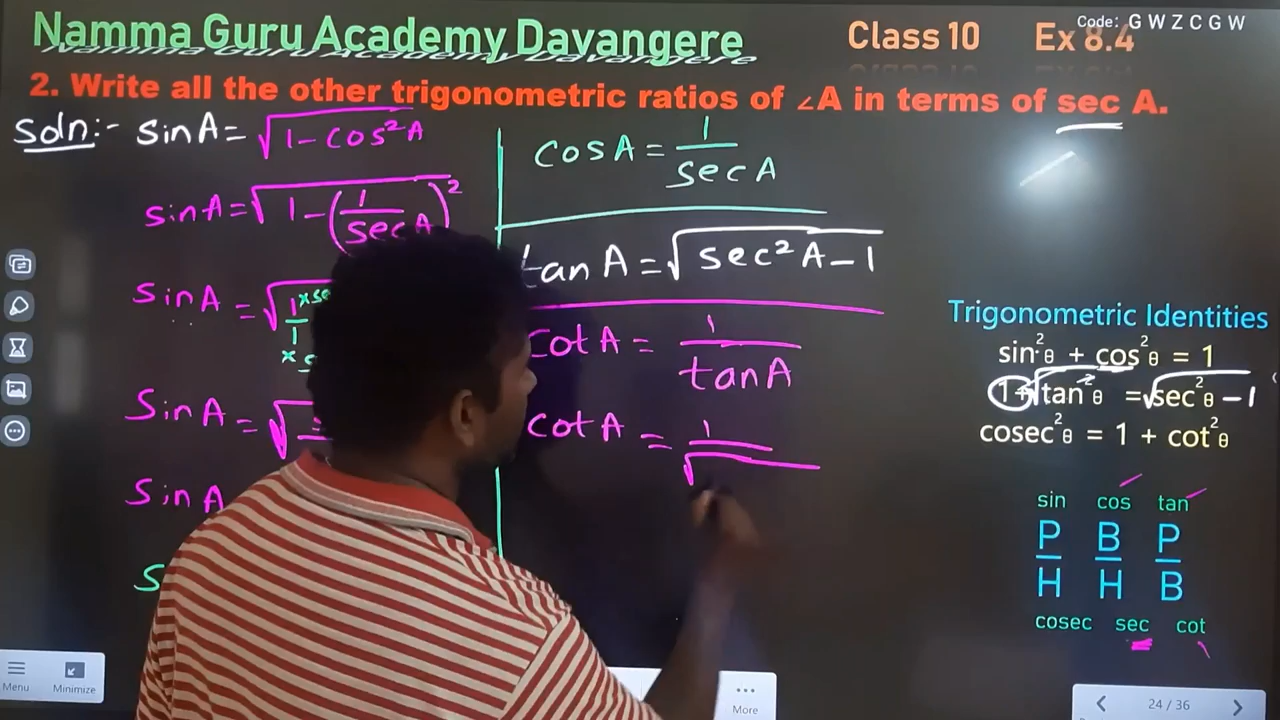 Namma Guru Academy Davangere
Class 10 Ex 8.4
Code: G W Z C G W
2. Write all the other trigonometric ratios of ∠A in terms of sec A.
Soln:- sinA = √1-cos²A
sinA = √1-(1/secA)²
sinA = √
1 ×
1
×
SinA = √
SinA
cosA = 1/secA
tanA = √sec²A-1
cotA = 1/tanA
cotA = 1/√
Trigonometric Identities
sin²θ + cos²θ = 1
1+√tan²θ = √sec²θ -1
cosec²θ = 1 + cot²θ
sin cos tan
P B P
H H B
cosec sec cot
Menu
Minimize
More
24 / 36